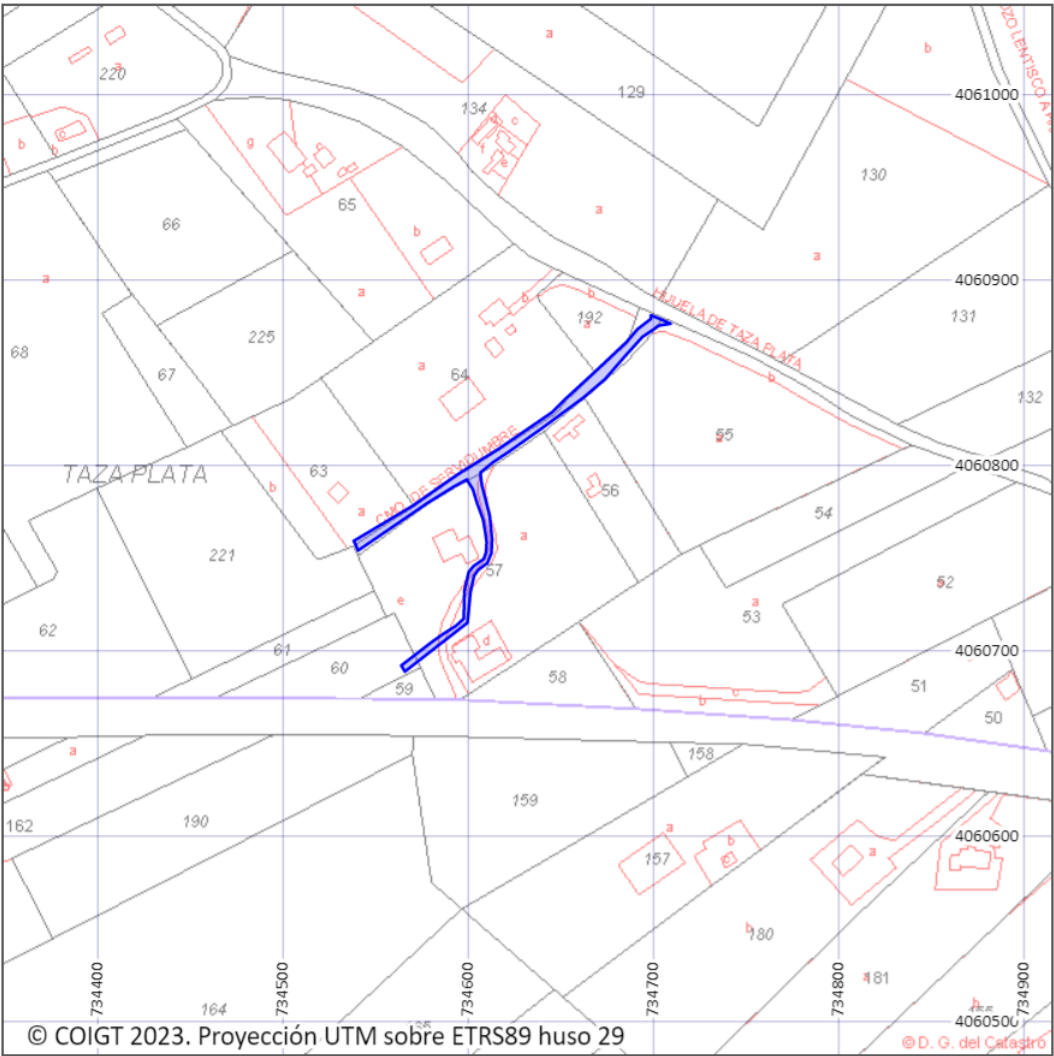 220
a
134
129
b
POZO LENTISCO
4061000
b
b
c
g
c
a
130
65
66
b
a
a
a
a
4060900
b
b
192
a
HIJUELA DE TAZA PLATA
131
68
225
67
64
a
b
132
55
CMO. DE SERVIDUMBRE
TAZA PLATA
63
b
a
4060800
56
54
221
a
57
52
e
a
53
62
61
60
59
d
58
4060700
51
b
c
50
158
a
162
190
159
157
a
b
a
4060600
b
180
181
b
164
734400
734500
734600
734700
734800
734900
4060500
© COIGT 2023. Proyección UTM sobre ETRS89 huso 29
© D. G. del Catastro